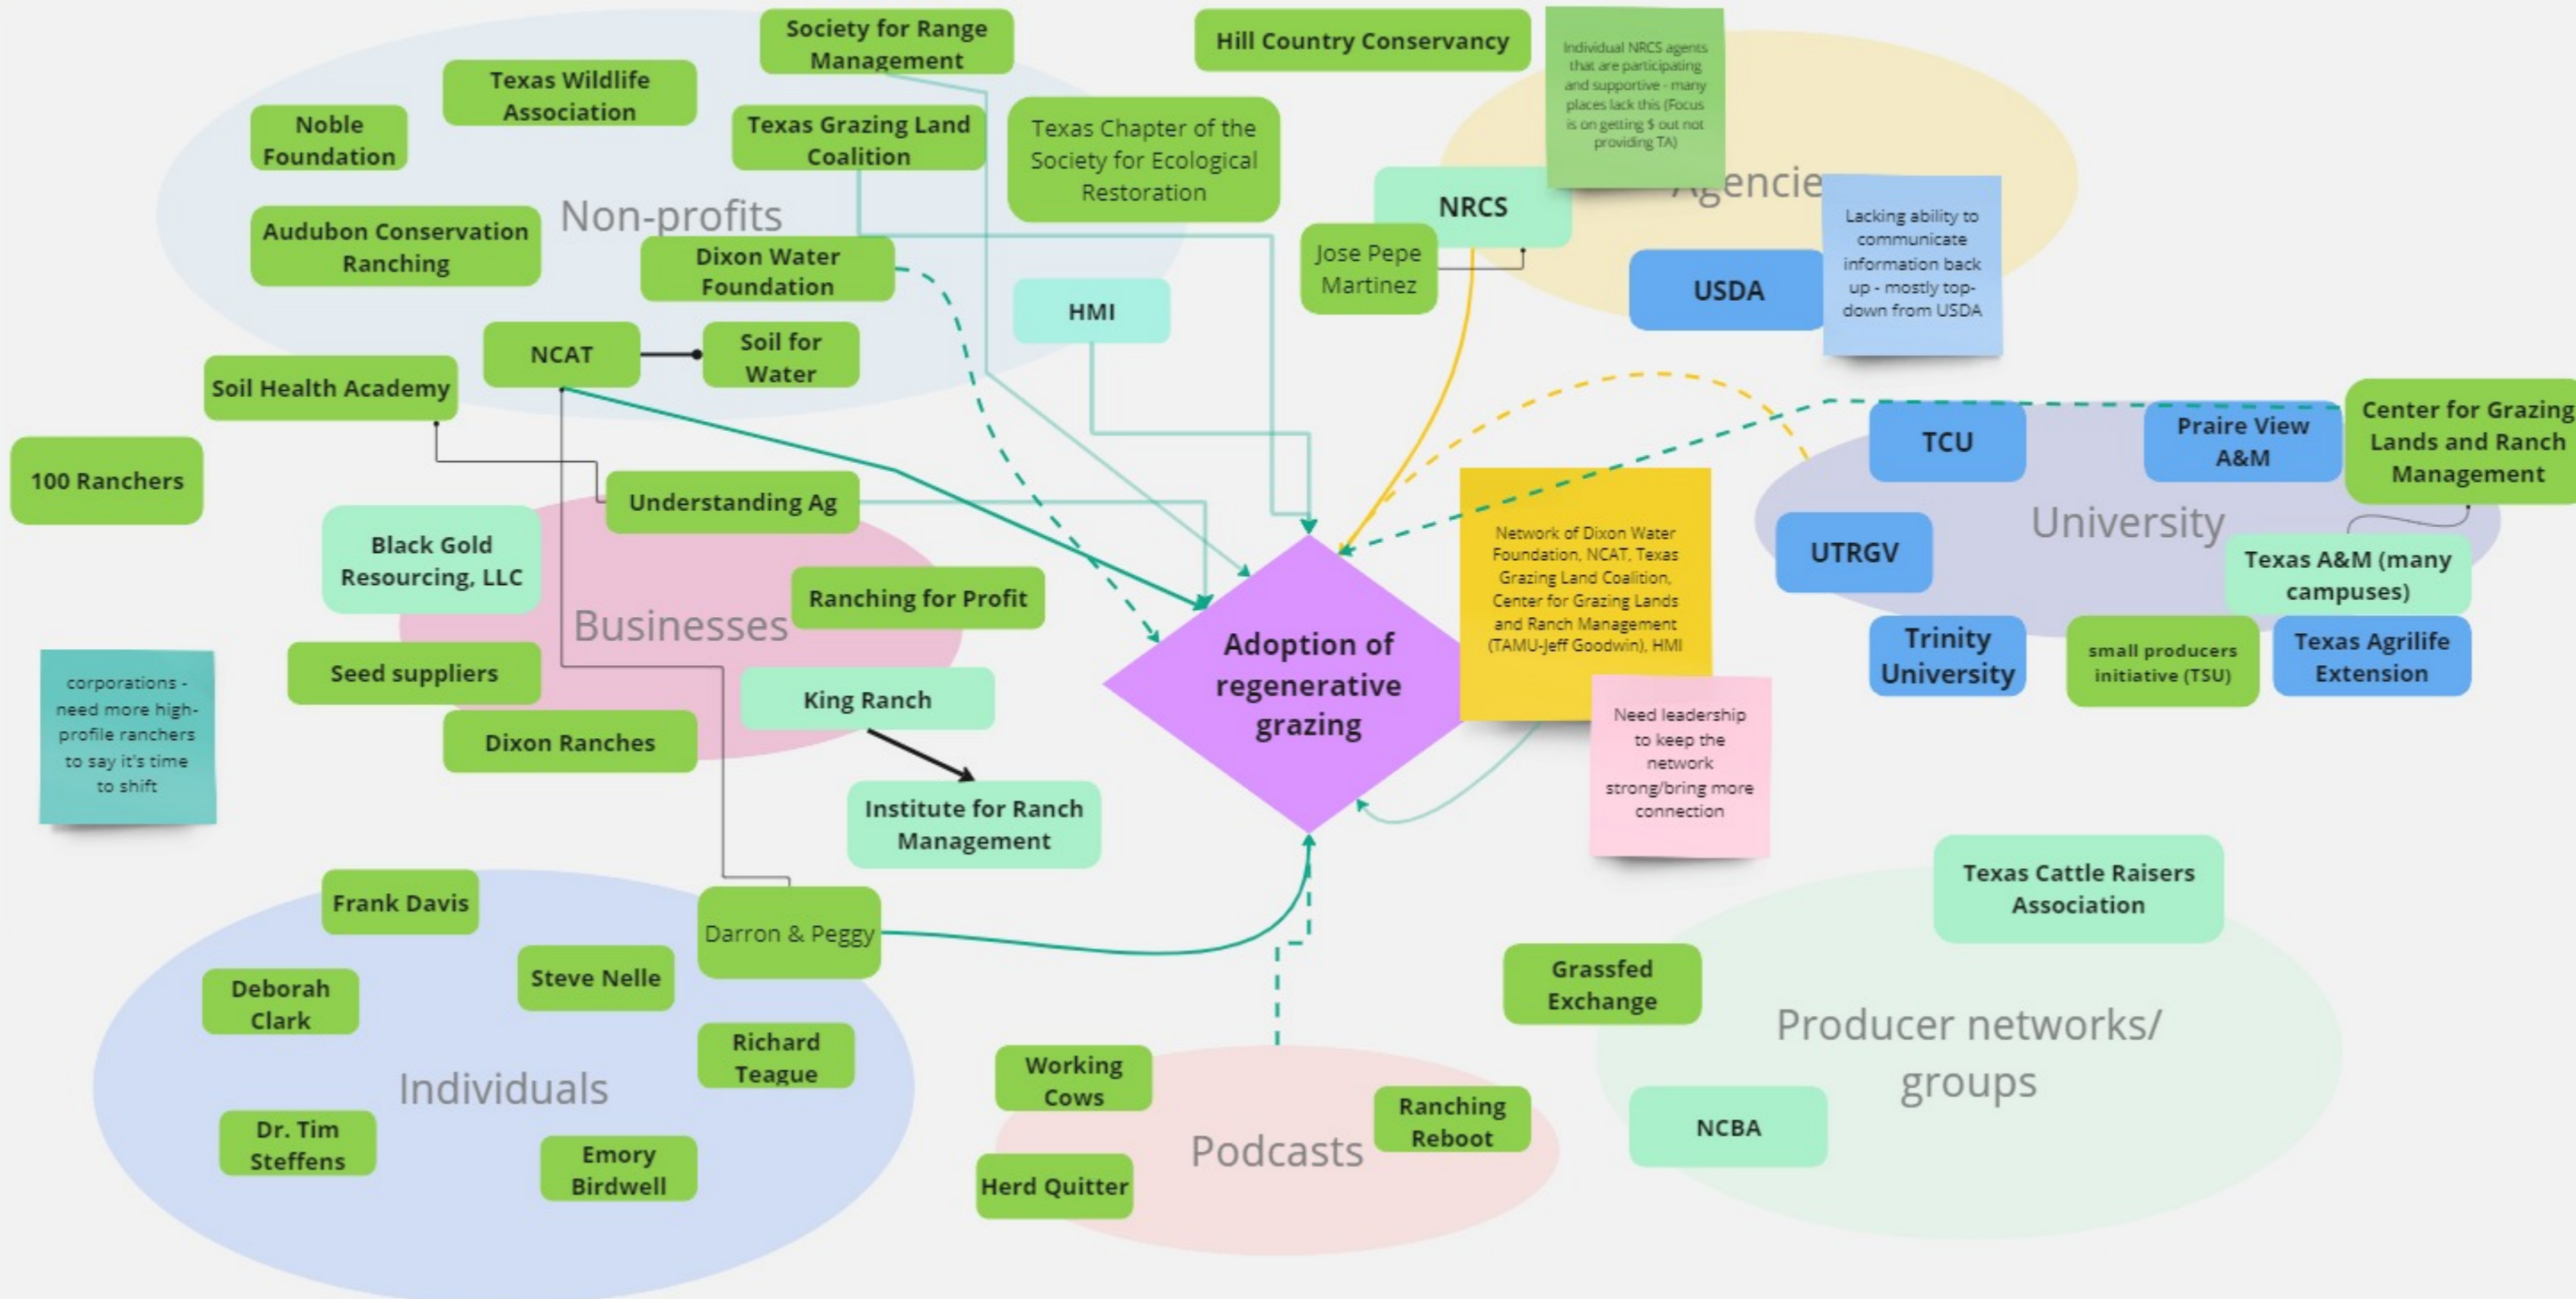 Society for Range
Management
Hill Country Conservancy
Individual NRCS agents
that are participating
and supportive - many
places lack this (Focus
is on getting $ out not
providing TA)
Texas Wildlife
Association
Noble
Foundation
Texas Grazing Land
Coalition
Texas Chapter of the
Society for Ecological
Restoration
Non-profits
Audubon Conservation
Ranching
Dixon Water
Foundation
NRCS
Agencie
Jose Pepe
Martinez
USDA
Lacking ability to
communicate
information back
up - mostly top-
down from USDA
HMI
NCAT
Soil for
Water
Soil Health Academy
100 Ranchers
Understanding Ag
Black Gold
Resourcing, LLC
Ranching for Profit
Businesses
Seed suppliers
King Ranch
Dixon Ranches
Institute for Ranch
Management
corporations -
need more high-
profile ranchers
to say it's time
to shift
Adoption of
regenerative
grazing
Network of Dixon Water
Foundation, NCAT, Texas
Grazing Land Coalition,
Center for Grazing Lands
and Ranch Management
(TAMU-Jeff Goodwin), HMI
Need leadership
to keep the
network
strong/bring more
connection
TCU
Praire View
A&M
Center for Grazing
Lands and Ranch
Management
University
UTRGV
Texas A&M (many
campuses)
Trinity
University
small producers
initiative (TSU)
Texas Agrilife
Extension
Frank Davis
Darron & Peggy
Deborah
Clark
Steve Nelle
Richard
Teague
Individuals
Dr. Tim
Steffens
Emory
Birdwell
Working
Cows
Ranching
Reboot
Podcasts
Herd Quitter
Texas Cattle Raisers
Association
Grassfed
Exchange
Producer networks/
groups
NCBA